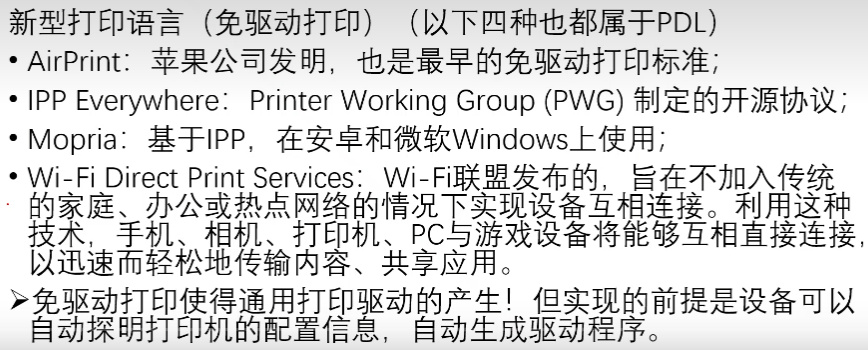 新型打印语言（免驱动打印）（以下四种也都属于PDL）
• AirPrint：苹果公司发明，也是最早的免驱动打印标准；
• IPP Everywhere：Printer Working Group (PWG) 制定的开源协议；
• Mopria：基于IPP，在安卓和微软Windows上使用；
• Wi-Fi Direct Print Services：Wi-Fi联盟发布的，旨在不加入传统
的家庭、办公或热点网络的情况下实现设备互相连接。利用这种
技术，手机、相机、打印机、PC与游戏设备将能够互相直接连接，
以迅速而轻松地传输内容、共享应用。
➢免驱动打印使得通用打印驱动的产生！但实现的前提是设备可以
自动探明打印机的配置信息，自动生成驱动程序。